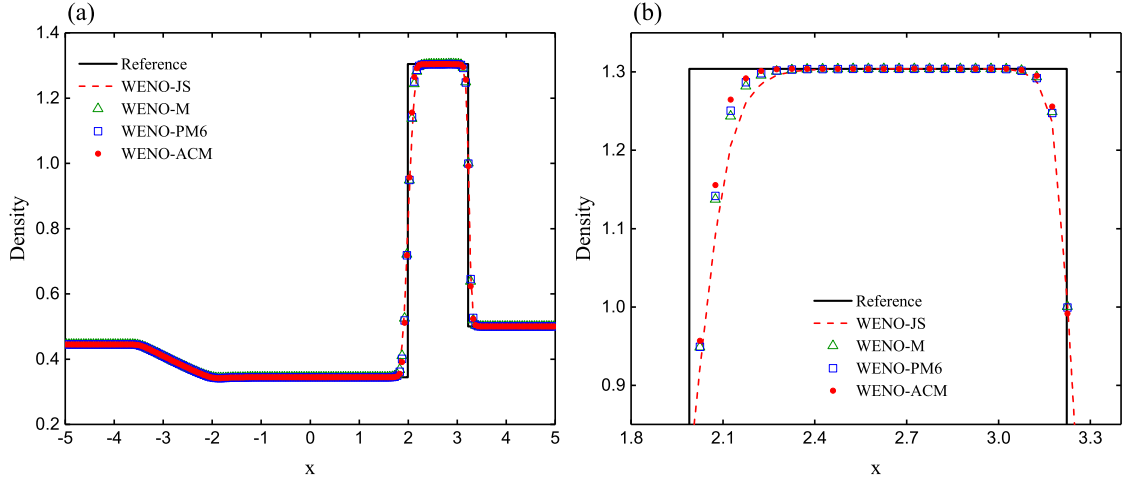 (a)
1.4
1.2
1.0
0.8
0.6
0.4
0.2
Density
Reference
WENO-JS
WENO-M
WENO-PM6
WENO-ACM
-5 -4 -3 -2 -1 0 1 2 3 4 5
x
(b)
1.3
1.2
1.1
1.0
0.9
Density
Reference
WENO-JS
WENO-M
WENO-PM6
WENO-ACM
1.8 2.1 2.4 2.7 3.0 3.3
x